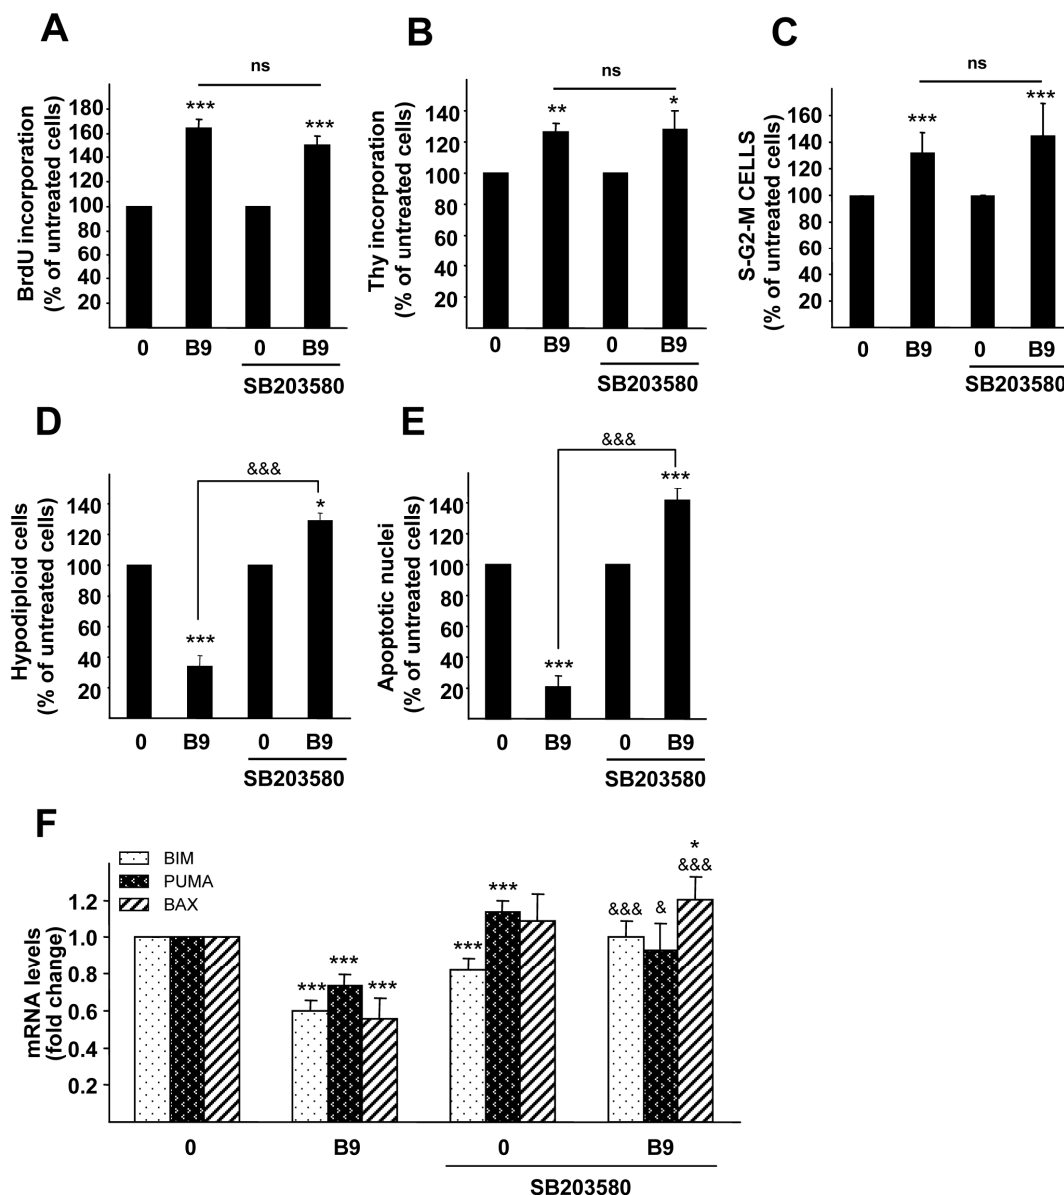 A
ns
BrdU incorporation
(% of untreated cells)
180
160
140
100
80
60
40
20
***
***
0
B9
0
B9
SB203580
B
ns
Thy incorporation
(% of untreated cells)
140
120
100
80
60
40
20
**
*
0
B9
0
B9
SB203580
C
ns
S-G2-M CELLS
(% of untreated cells)
160
140
120
100
80
60
40
20
***
***
0
B9
0
B9
SB203580
D
&&&
Hypodiploid cells
(% of untreated cells)
140
120
100
80
60
40
20
***
*
0
B9
0
B9
SB203580
E
&&&
Apoptotic nuclei
(% of untreated cells)
140
120
100
80
60
40
20
***
***
0
B9
0
B9
SB203580
F
BIM
PUMA
BAX
mRNA levels
(fold change)
1.2
1.0
0.8
0.6
0.4
0.2
***
***
***
***
***
&&&
&
*
&&&
0
B9
0
B9
SB203580